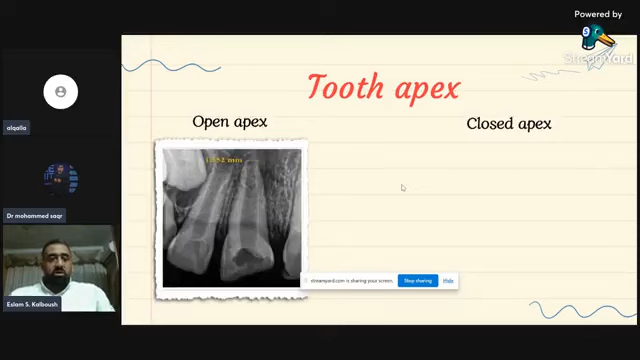 Powered by
StreamYard
Tooth apex
Open apex
Closed apex
alqalla
Dr mohammed saqr
Eslam S. Kalboush
streamyard.com is sharing your screen.
Stop sharing
Hide